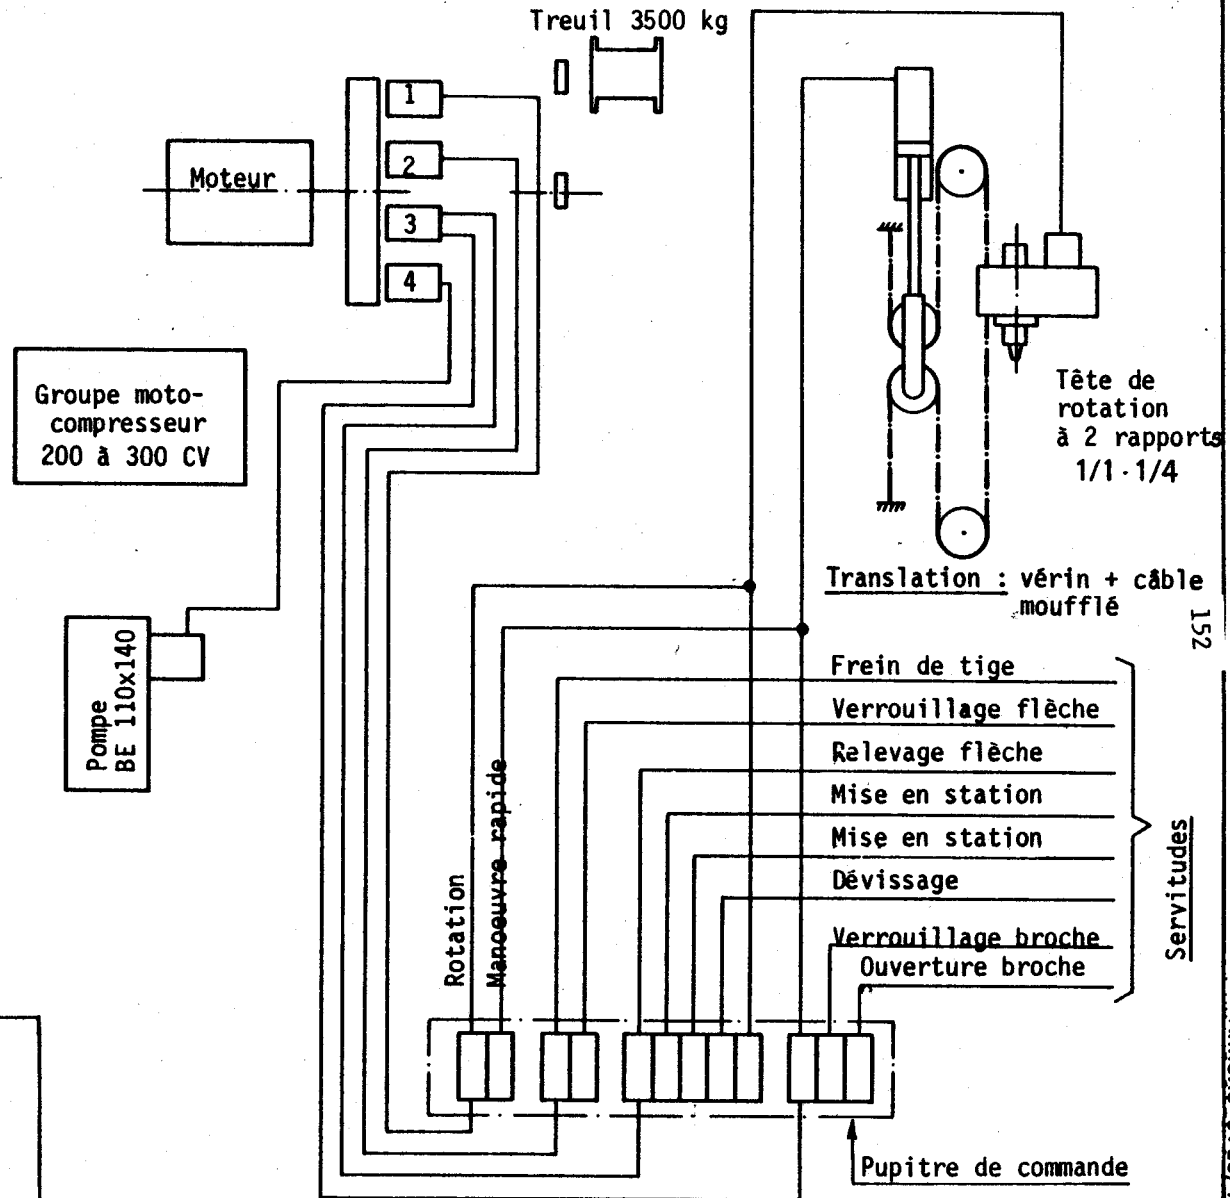 Treuil 3500 kg
1
Moteur
2
3
4
Groupe moto-
compresseur
200 à 300 CV
Tête de
rotation
à 2 rapports
1/1 · 1/4
Translation : vérin + câble
moufflé
152
Pompe
BE 110x140
Frein de tige
Verrouillage flèche
Relevage flèche
Mise en station
Mise en station
Dévissage
Verrouillage broche
Ouverture broche
Servitudes
Rotation
Manoeuvre rapide
Pupitre de commande